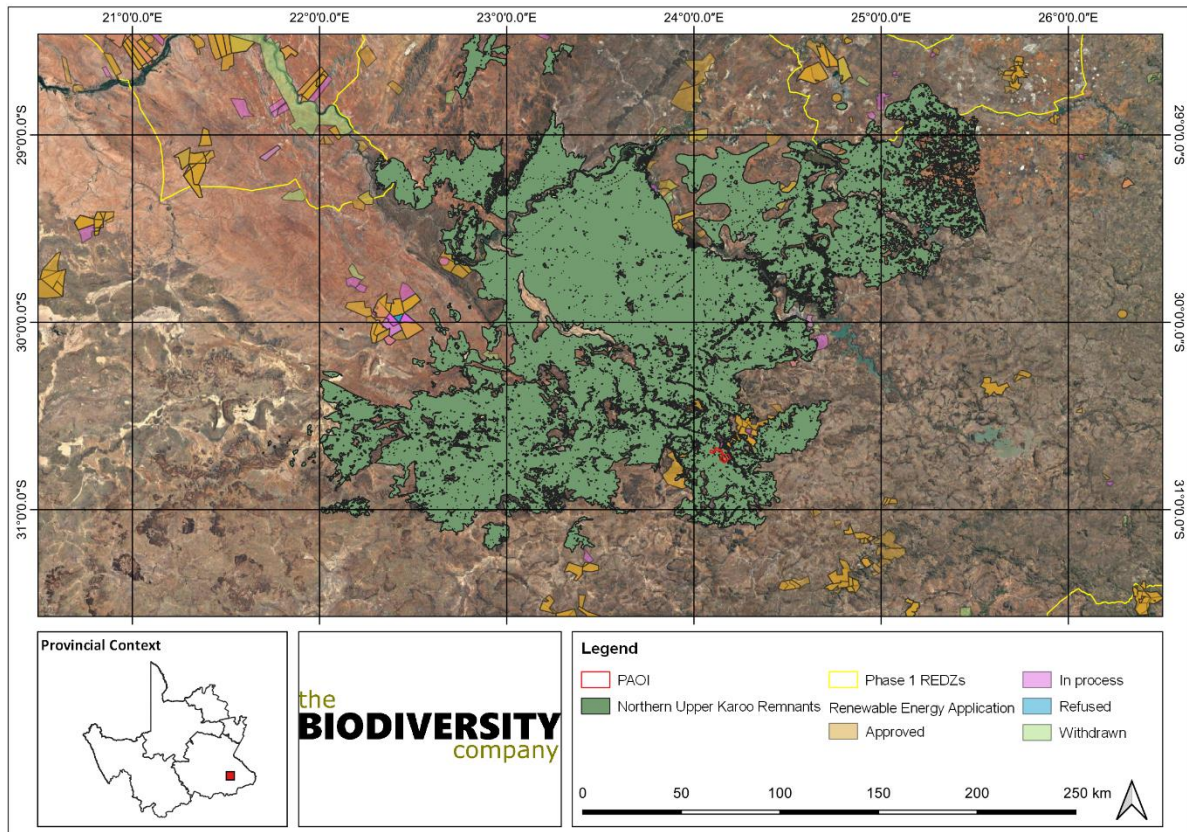 21°0'0.0"E 22°0'0.0"E 23°0'0.0"E 24°0'0.0"E 25°0'0.0"E 26°0'0.0"E
29°0'0.0"S 29°0'0.0"S
30°0'0.0"S 30°0'0.0"S
31°0'0.0"S 31°0'0.0"S
Provincial Context
the
BIODIVERSITY
company
Legend
PAOI
Northern Upper Karoo Remnants
Phase 1 REDZs
Renewable Energy Application
Approved
In process
Refused
Withdrawn
0 50 100 150 200 250 km